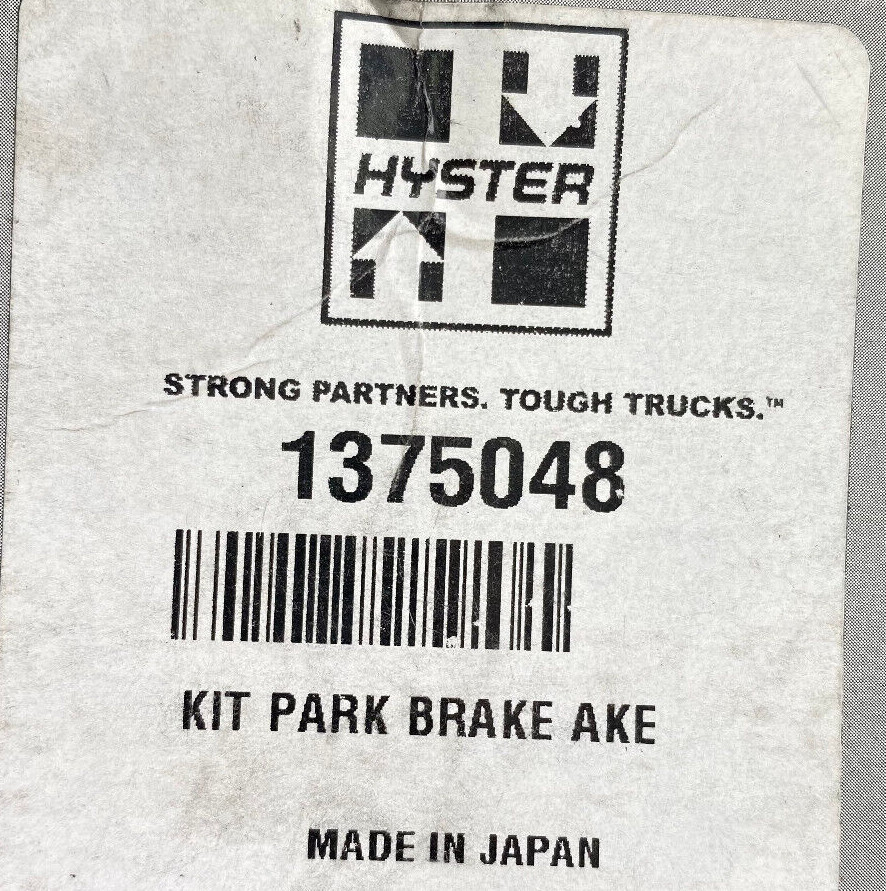 HYSTER
STRONG PARTNERS. TOUGH TRUCKS.™
1375048
KIT PARK BRAKE AKE
MADE IN JAPAN